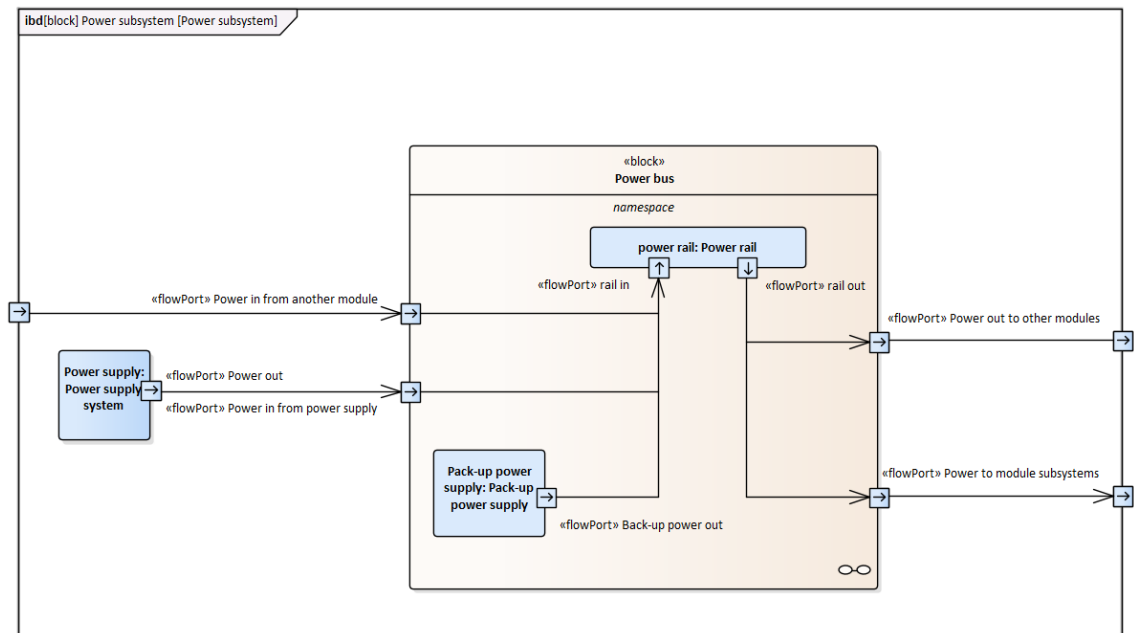 ibd[block] Power subsystem [Power subsystem]
«block»
Power bus
namespace
power rail: Power rail
«flowPort» rail in
«flowPort» rail out
«flowPort» Power in from another module
«flowPort» Power out to other modules
Power supply:
Power supply
system
«flowPort» Power out
«flowPort» Power in from power supply
Pack-up power
supply: Pack-up
power supply
«flowPort» Power to module subsystems
«flowPort» Back-up power out